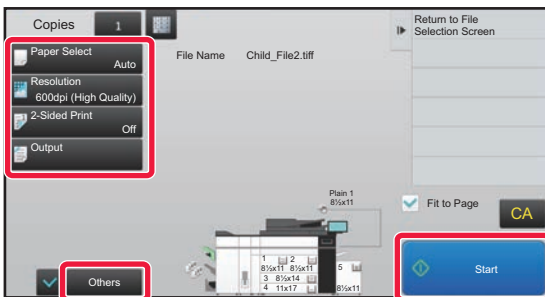 Copies 1
Return to File
Selection Screen
Paper Select
Auto
File Name Child_File2.tiff
Resolution
600dpi (High Quality)
2-Sided Print
Off
Output
Plain 1
8½x11
Fit to Page
CA
1 2
8½x11 8½x11
3 8½x14
4 11x17
5
8½x11
Others
Start